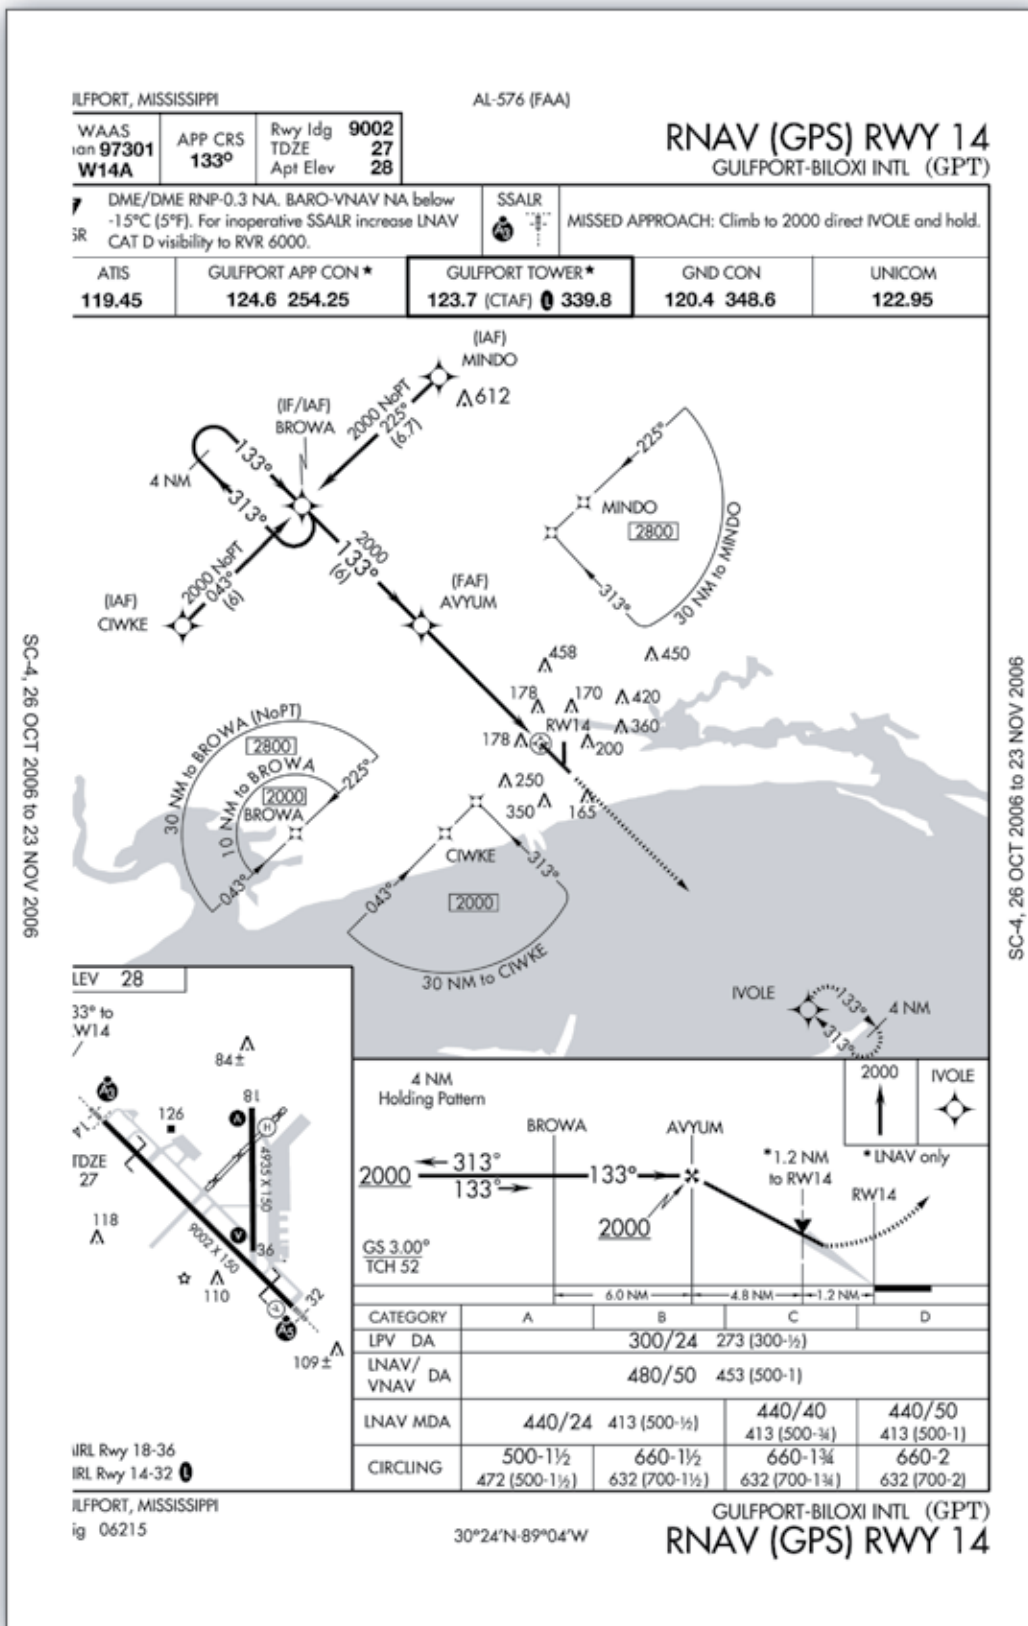 ULFPORT, MISSISSIPPI
AL-576 (FAA)
WAAS
97301
W14A
APP CRS
133°
Rwy ldg 9002
TDZE 27
Apt Elev 28
RNAV (GPS) RWY 14
GULFPORT-BILOXI INTL (GPT)
SR
DME/DME RNP-0.3 NA. BARO-VNAV NA below
-15°C (5°F). For inoperative SSALR increase LNAV
CAT D visibility to RVR 6000.
SSALR
A3
MISSED APPROACH: Climb to 2000 direct IVOLE and hold.
ATIS
119.45
GULFPORT APP CON ★
124.6 254.25
GULFPORT TOWER★
123.7 (CTAF) L 339.8
GND CON
120.4 348.6
UNICOM
122.95
(IAF)
MINDO
612
2000 NoPT
225°
(6.7)
(IF/IAF)
BROWA
133°
4 NM
313°
2000 NoPT
043°
(6)
(IAF)
CIWKE
2000
133°
(6)
(FAF)
AVYUM
225°
MINDO
2800
313°
30 NM to MINDO
458
450
178
170
420
RW14
360
178
200
250
350
165
30 NM to BROWA (NoPT)
2800
10 NM to BROWA
2000
BROWA
225°
043°
CIWKE
313°
043°
2000
30 NM to CIWKE
IVOLE
133°
4 NM
313°
SC-4, 26 OCT 2006 to 23 NOV 2006
SC-4, 26 OCT 2006 to 23 NOV 2006
LEV 28
33° to
W14
84±
A3
14
126
18
A
H
4935 X 150
TDZE
27
118
9002 X 150
V
36
110
32
A5
109±
IRL Rwy 18-36
IRL Rwy 14-32 L
4 NM
Holding Pattern
2000
IVOLE
BROWA
AVYUM
*1.2 NM
to RW14
*LNAV only
RW14
2000
313°
133°
133°
2000
GS 3.00°
TCH 52
6.0 NM
4.8 NM
1.2 NM
CATEGORY A B C D
LPV DA 300/24 273 (300-½)
LNAV/
VNAV DA 480/50 453 (500-1)
LNAV MDA 440/24 413 (500-½) 440/40 440/50
413 (500-¾) 413 (500-1)
CIRCLING 500-1½ 660-1½ 660-1¾ 660-2
472 (500-1½) 632 (700-1½) 632 (700-1¾) 632 (700-2)
ULFPORT, MISSISSIPPI
ig 06215
30°24'N-89°04'W
GULFPORT-BILOXI INTL (GPT)
RNAV (GPS) RWY 14